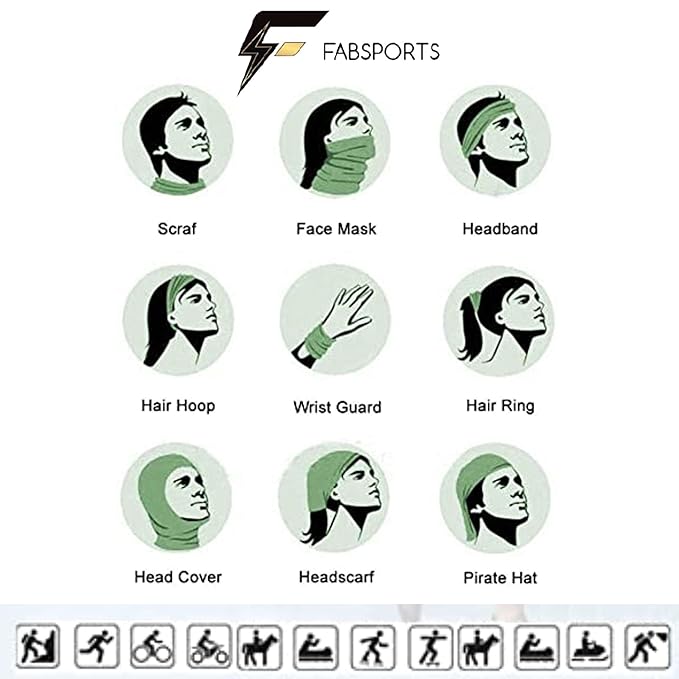 FABSPORTS
Scraf
Face Mask
Headband
Hair Hoop
Wrist Guard
Hair Ring
Head Cover
Headscarf
Pirate Hat